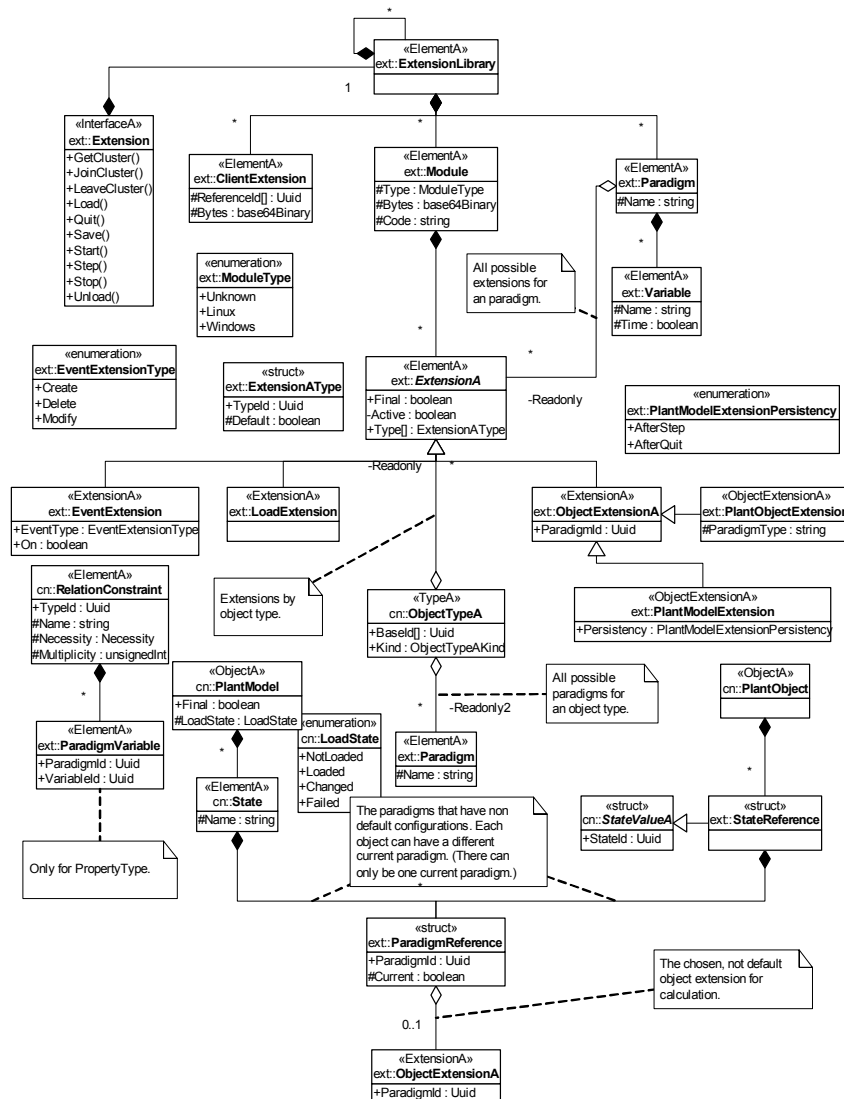 *
«ElementA»
ext::ExtensionLibrary
1
*
*
*
«InterfaceA»
ext::Extension
+GetCluster()
+JoinCluster()
+LeaveCluster()
+Load()
+Quit()
+Save()
+Start()
+Step()
+Stop()
+Unload()
«ElementA»
ext::ClientExtension
#ReferenceId[] : Uuid
#Bytes : base64Binary
«ElementA»
ext::Module
#Type : ModuleType
#Bytes : base64Binary
#Code : string
«ElementA»
ext::Paradigm
#Name : string
*
«ElementA»
ext::Variable
#Name : string
#Time : boolean
«enumeration»
ext::ModuleType
+Unknown
+Linux
+Windows
All possible
extensions for
an paradigm.
*
*
«enumeration»
ext::EventExtensionType
+Create
+Delete
+Modify
«struct»
ext::ExtensionAType
+TypeId : Uuid
#Default : boolean
«ElementA»
ext::ExtensionA
+Final : boolean
-Active : boolean
+Type[] : ExtensionAType
-Readonly
«enumeration»
ext::PlantModelExtensionPersistency
+AfterStep
+AfterQuit
-Readonly
*
«ExtensionA»
ext::EventExtension
+EventType : EventExtensionType
+On : boolean
«ExtensionA»
ext::LoadExtension
«ExtensionA»
ext::ObjectExtensionA
+ParadigmId : Uuid
«ObjectExtensionA»
ext::PlantObjectExtension
#ParadigmType : string
«ElementA»
cn::RelationConstraint
+TypeId : Uuid
#Name : string
#Necessity : Necessity
#Multiplicity : unsignedInt
Extensions by
object type.
«TypeA»
cn::ObjectTypeA
+BaseId[] : Uuid
+Kind : ObjectTypeAKind
«ObjectExtensionA»
ext::PlantModelExtension
+Persistency : PlantModelExtensionPersistency
«ObjectA»
cn::PlantModel
+Final : boolean
#LoadState : LoadState
All possible
paradigms for
an object type.
«ObjectA»
cn::PlantObject
*
*
*
-Readonly2
*
«ElementA»
ext::ParadigmVariable
+ParadigmId : Uuid
+VariableId : Uuid
«enumeration»
cn::LoadState
+NotLoaded
+Loaded
+Changed
+Failed
«ElementA»
ext::Paradigm
#Name : string
«ElementA»
cn::State
#Name : string
«struct»
cn::StateValueA
+StateId : Uuid
«struct»
ext::StateReference
The paradigms that have non
default configurations. Each
object can have a different
current paradigm. (There can
only be one current paradigm.)
Only for PropertyType.
*
«struct»
ext::ParadigmReference
+ParadigmId : Uuid
#Current : boolean
The chosen, not default
object extension for
calculation.
0..1
«ExtensionA»
ext::ObjectExtensionA
+ParadigmId : Uuid